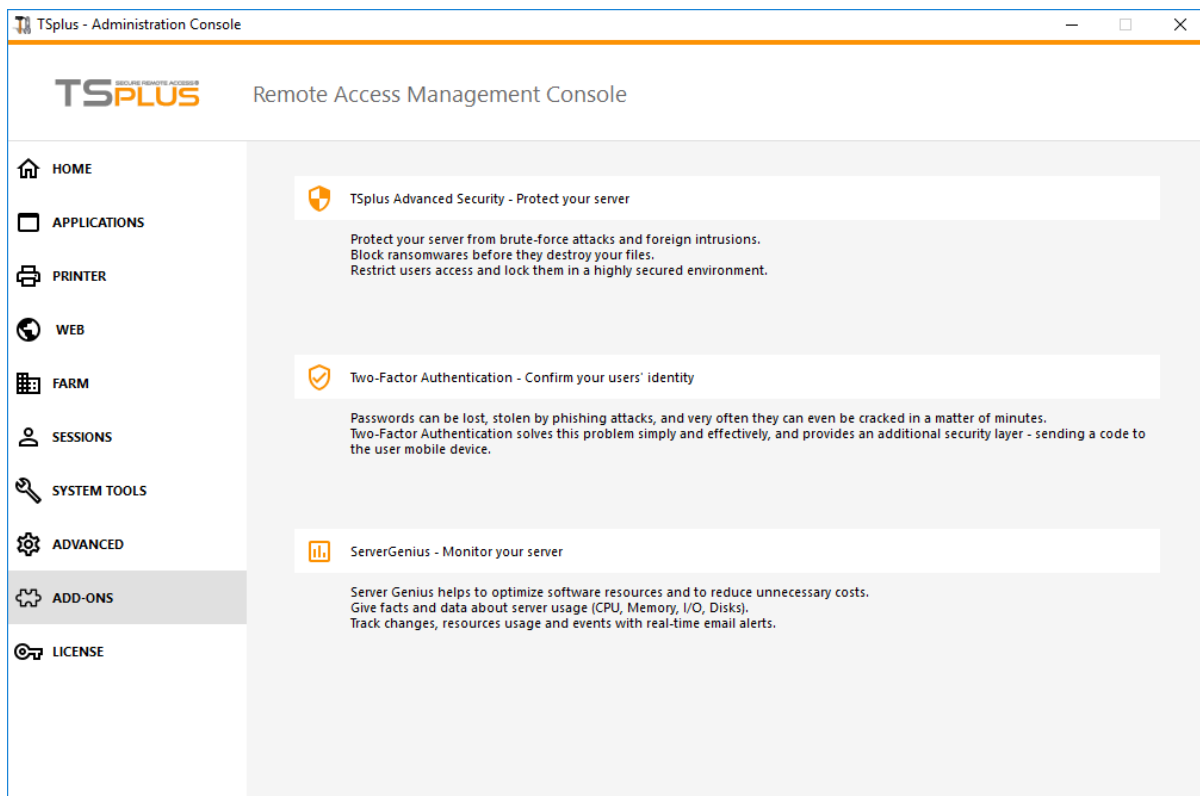 TSplus - Administration Console
TSPLUS
SECURE REMOTE ACCESS®
Remote Access Management Console
HOME
APPLICATIONS
PRINTER
WEB
FARM
SESSIONS
SYSTEM TOOLS
ADVANCED
ADD-ONS
LICENSE
TSplus Advanced Security - Protect your server
Protect your server from brute-force attacks and foreign intrusions.
Block ransomwares before they destroy your files.
Restrict users access and lock them in a highly secured environment.
Two-Factor Authentication - Confirm your users' identity
Passwords can be lost, stolen by phishing attacks, and very often they can even be cracked in a matter of minutes.
Two-Factor Authentication solves this problem simply and effectively, and provides an additional security layer - sending a code to
the user mobile device.
ServerGenius - Monitor your server
Server Genius helps to optimize software resources and to reduce unnecessary costs.
Give facts and data about server usage (CPU, Memory, I/O, Disks).
Track changes, resources usage and events with real-time email alerts.